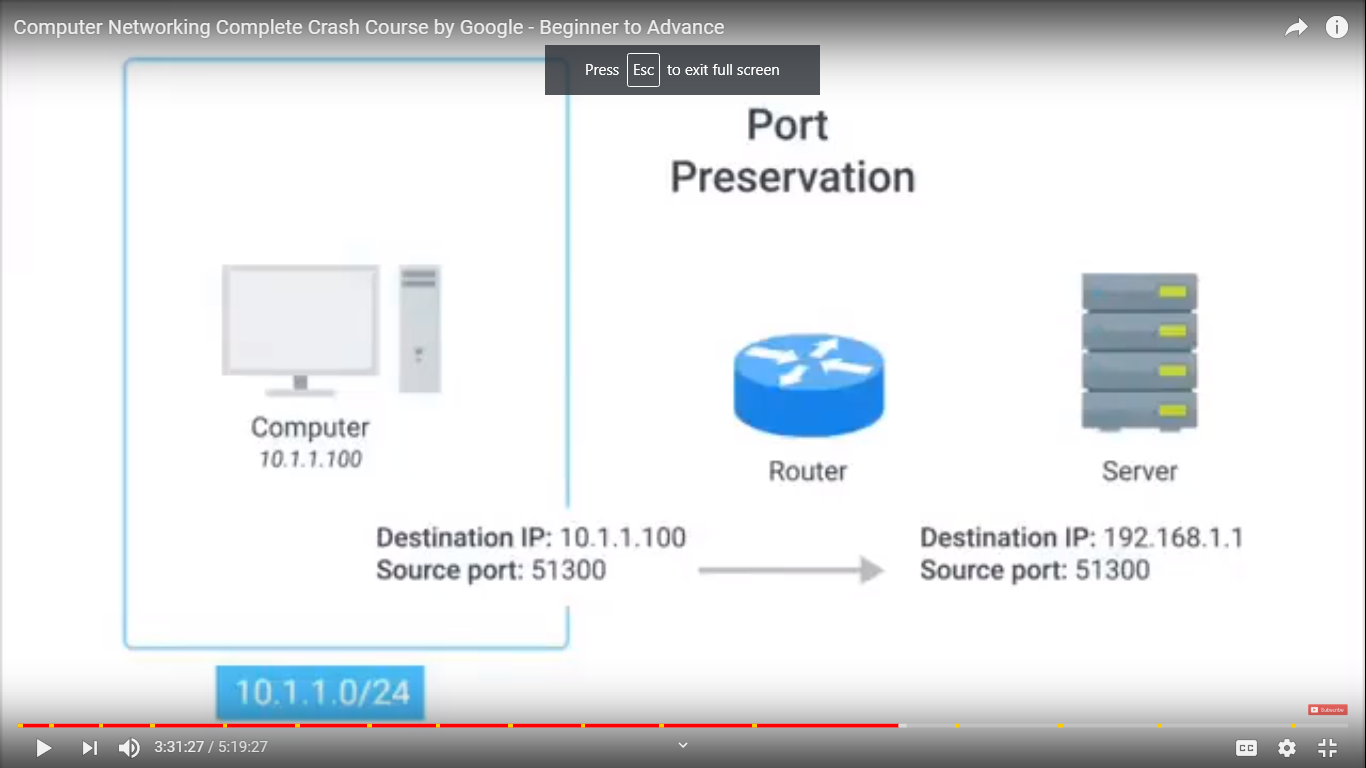 Computer Networking Complete Crash Course by Google - Beginner to Advance
Press Esc to exit full screen
Port
Preservation
Computer
10.1.1.100
Router
Server
Destination IP: 10.1.1.100
Source port: 51300
Destination IP: 192.168.1.1
Source port: 51300
10.1.1.0/24
Subscribe
3:31:27 / 5:19:27
CC